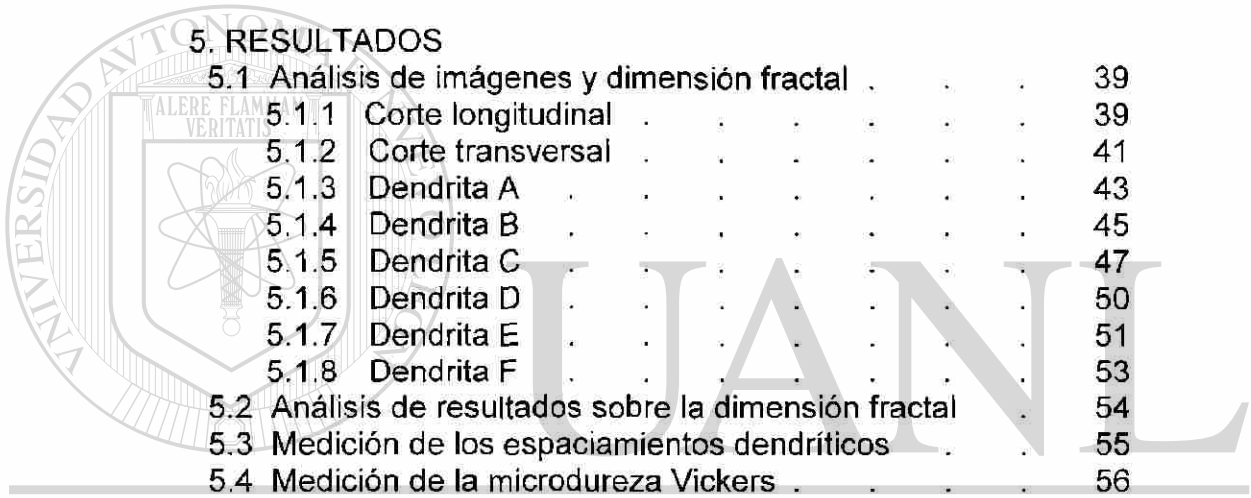 5. RESULTADOS
5.1 Análisis de imágenes y dimensión fractal . . . 39
5.1.1 Corte longitudinal . . . . . . 39
5.1.2 Corte transversal . . . . . . 41
5.1.3 Dendrita A . . . . . . . 43
5.1.4 Dendrita B . . . . . . . 45
5.1.5 Dendrita C . . . . . . . 47
5.1.6 Dendrita D . . . . . . . 50
5.1.7 Dendrita E . . . . . . . 51
5.1.8 Dendrita F . . . . . . . 53
5.2 Análisis de resultados sobre la dimensión fractal . 54
5.3 Medición de los espaciamientos dendríticos . . 55
5.4 Medición de la microdureza Vickers . . . . 56
ALERE FLAMMAM
VERITATIS
UANL